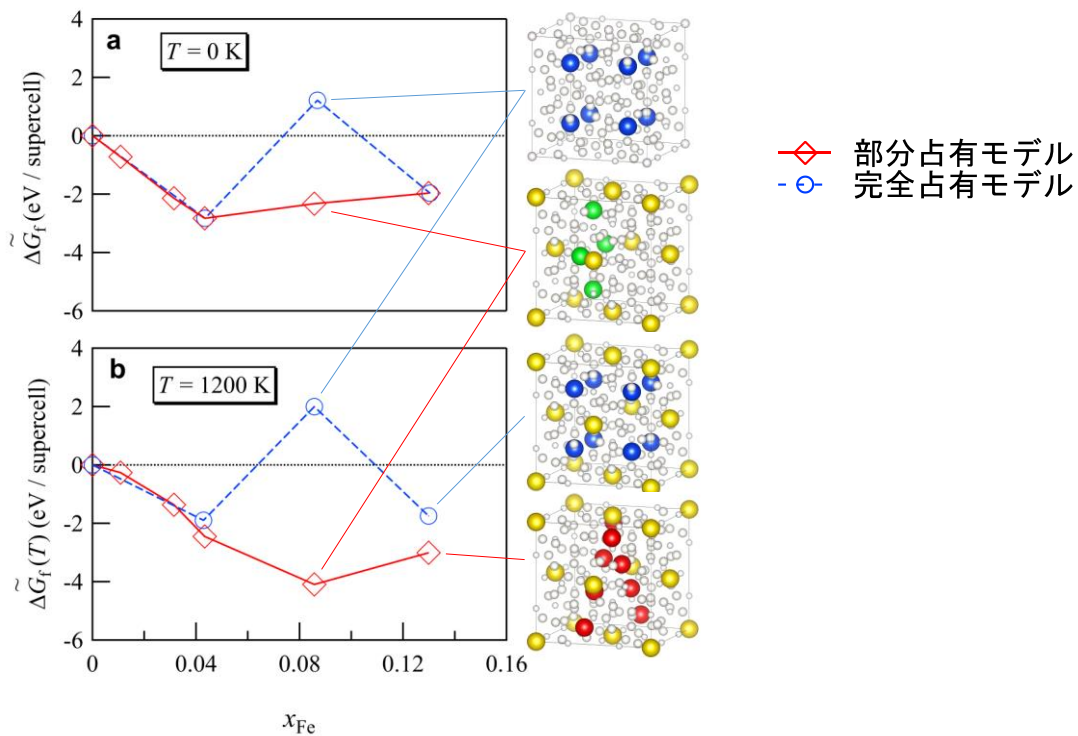 4
a
T = 0 K
2
0
-2
-4
-6
ΔG̃f (eV / supercell)
部分占有モデル
完全占有モデル
4
b
T = 1200 K
2
0
-2
-4
-6
ΔG̃f (T) (eV / supercell)
0 0.04 0.08 0.12 0.16
xFe